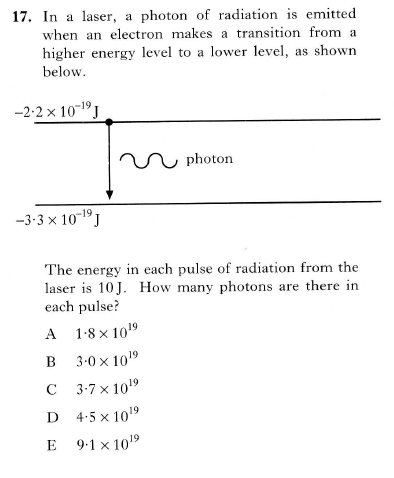 17. In a laser, a photon of radiation is emitted
when an electron makes a transition from a
higher energy level to a lower level, as shown
below.
–2·2 × 10⁻¹⁹ J
photon
–3·3 × 10⁻¹⁹ J
The energy in each pulse of radiation from the
laser is 10 J. How many photons are there in
each pulse?
A 1·8 × 10¹⁹
B 3·0 × 10¹⁹
C 3·7 × 10¹⁹
D 4·5 × 10¹⁹
E 9·1 × 10¹⁹